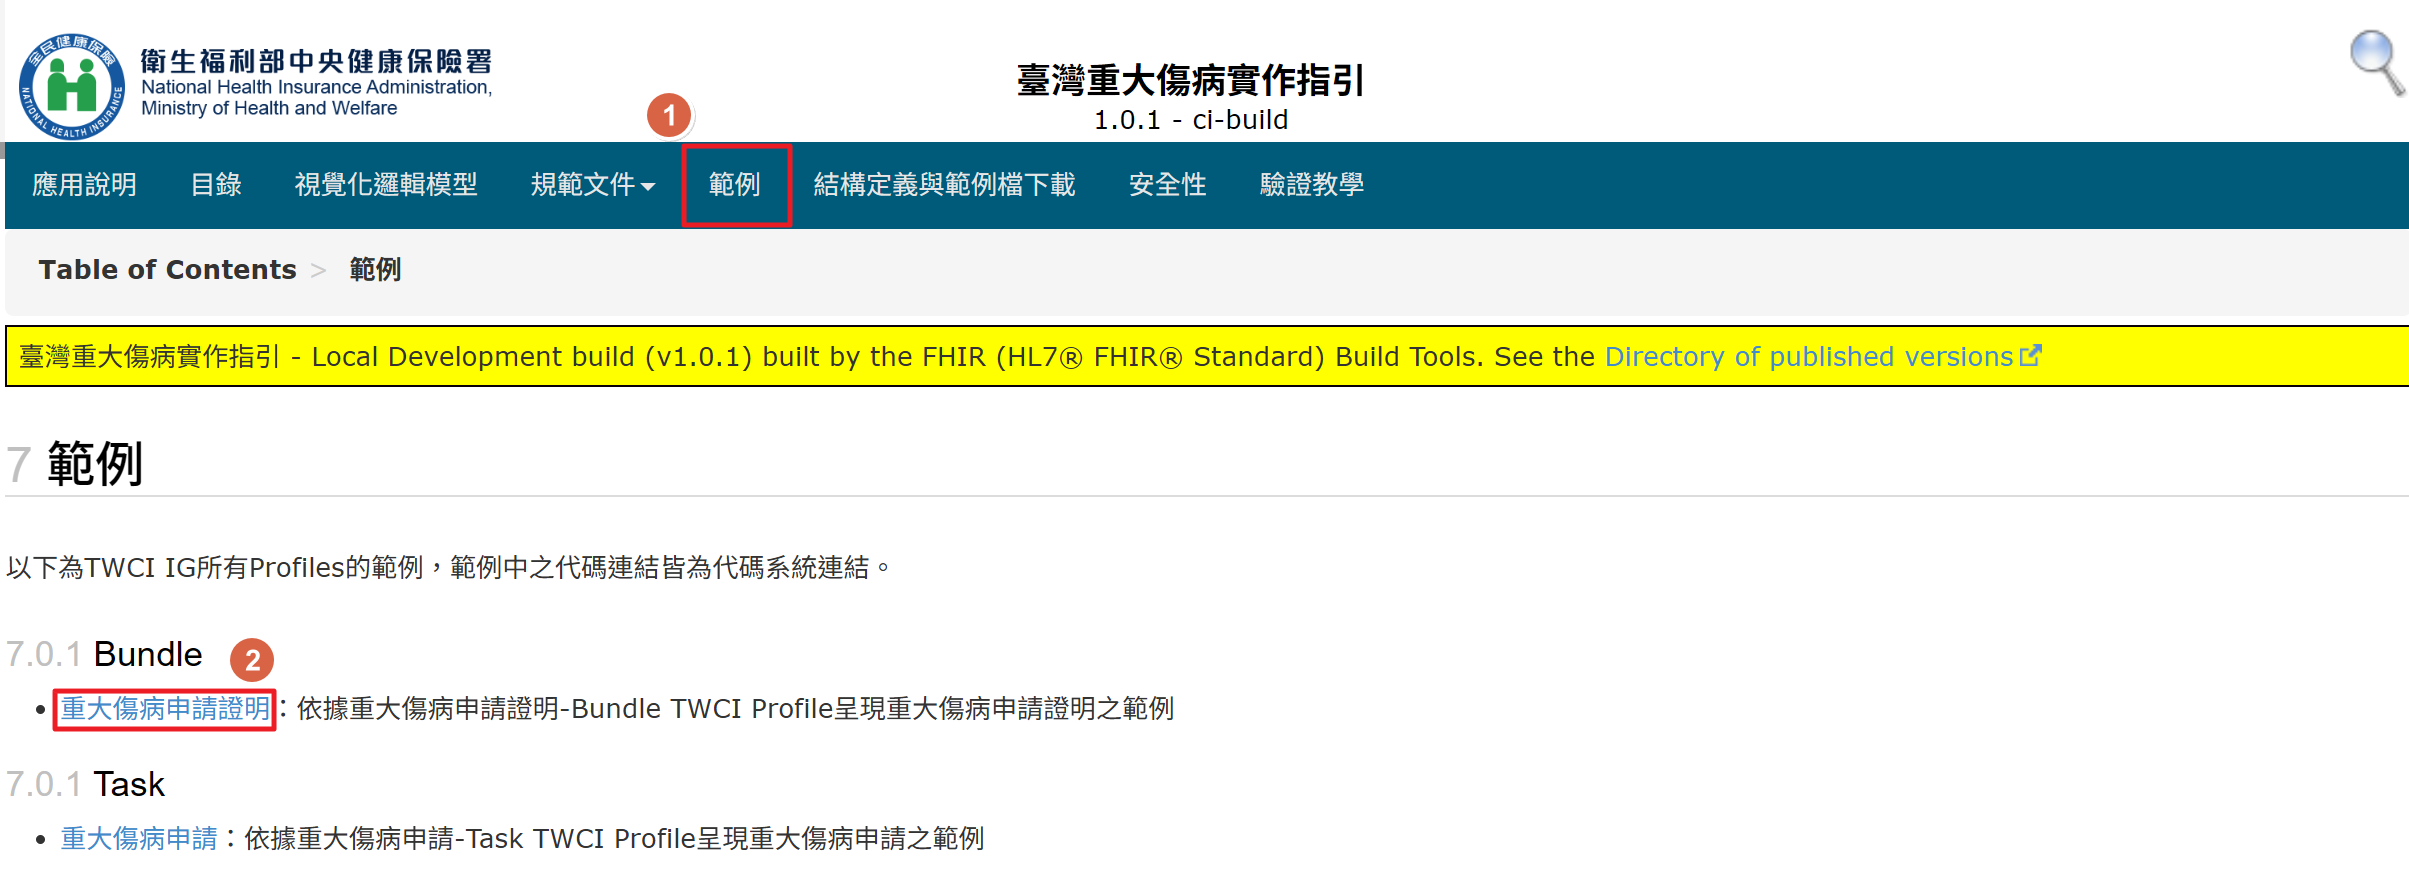 全民健康保險
NATIONAL HEALTH INSURANCE
衛生福利部中央健康保險署
National Health Insurance Administration,
Ministry of Health and Welfare
臺灣重大傷病實作指引
1.0.1 - ci-build
1
應用說明 目錄 視覺化邏輯模型 規範文件 範例 結構定義與範例檔下載 安全性 驗證教學
Table of Contents > 範例
臺灣重大傷病實作指引 - Local Development build (v1.0.1) built by the FHIR (HL7® FHIR® Standard) Build Tools. See the Directory of published versions
7 範例
以下為TWCI IG所有Profiles的範例，範例中之代碼連結皆為代碼系統連結。
7.0.1 Bundle 2
• 重大傷病申請證明：依據重大傷病申請證明-Bundle TWCI Profile呈現重大傷病申請證明之範例
7.0.1 Task
• 重大傷病申請：依據重大傷病申請-Task TWCI Profile呈現重大傷病申請之範例